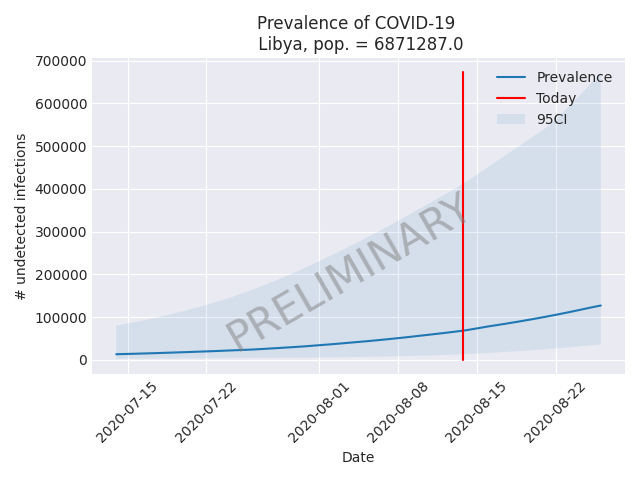 Prevalence of COVID-19
Libya, pop. = 6871287.0
700000
600000
500000
400000
300000
200000
100000
0
# undetected infections
Prevalence
Today
95CI
PRELIMINARY
2020-07-15
2020-07-22
2020-08-01
2020-08-08
2020-08-15
2020-08-22
Date